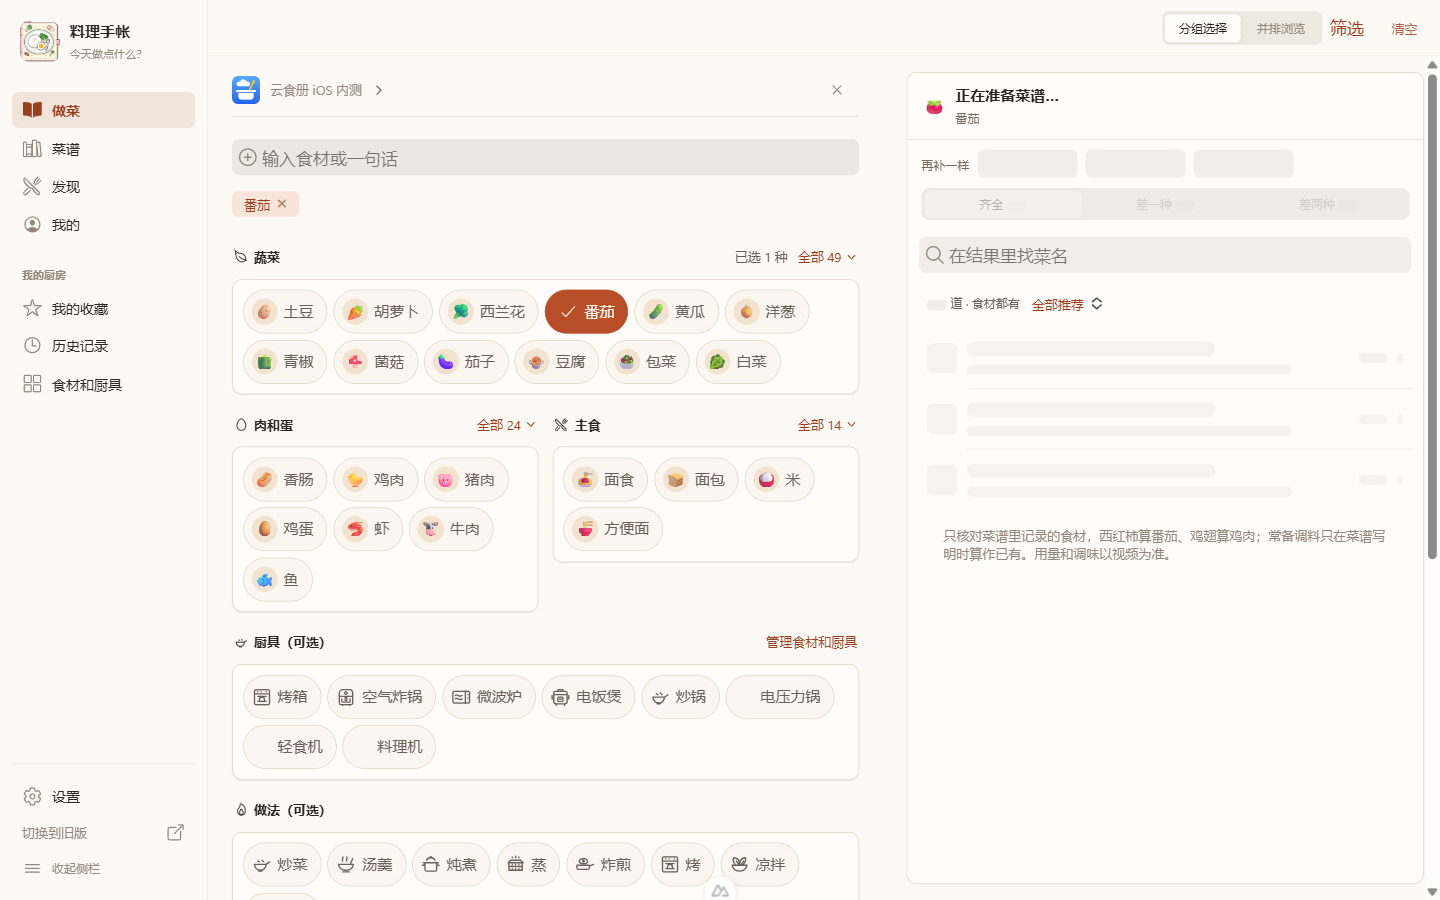 料理手帐
今天做点什么?
做菜
菜谱
发现
我的
我的厨房
我的收藏
历史记录
食材和厨具
设置
切换到旧版
收起侧栏
分组选择
并排浏览
筛选
清空
云食册 iOS 内测
输入食材或一句话
番茄
蔬菜
已选 1 种 全部 49
土豆 胡萝卜 西兰花 番茄 黄瓜 洋葱
青椒 菌菇 茄子 豆腐 包菜 白菜
肉和蛋
全部 24
香肠 鸡肉 猪肉
鸡蛋 虾 牛肉
鱼
主食
全部 14
面食 面包 米
方便面
厨具（可选）
管理食材和厨具
烤箱 空气炸锅 微波炉 电饭煲 炒锅 电压力锅
轻食机 料理机
做法（可选）
炒菜 汤羹 炖煮 蒸 炸煎 烤 凉拌
正在准备菜谱...
番茄
再补一样
齐全 差一种 差两种
在结果里找菜名
道 · 食材都有 全部推荐
只核对菜谱里记录的食材，西红柿算番茄、鸡翅算鸡肉；常备调料只在菜谱写
明时算作已有。用量和调味以视频为准。